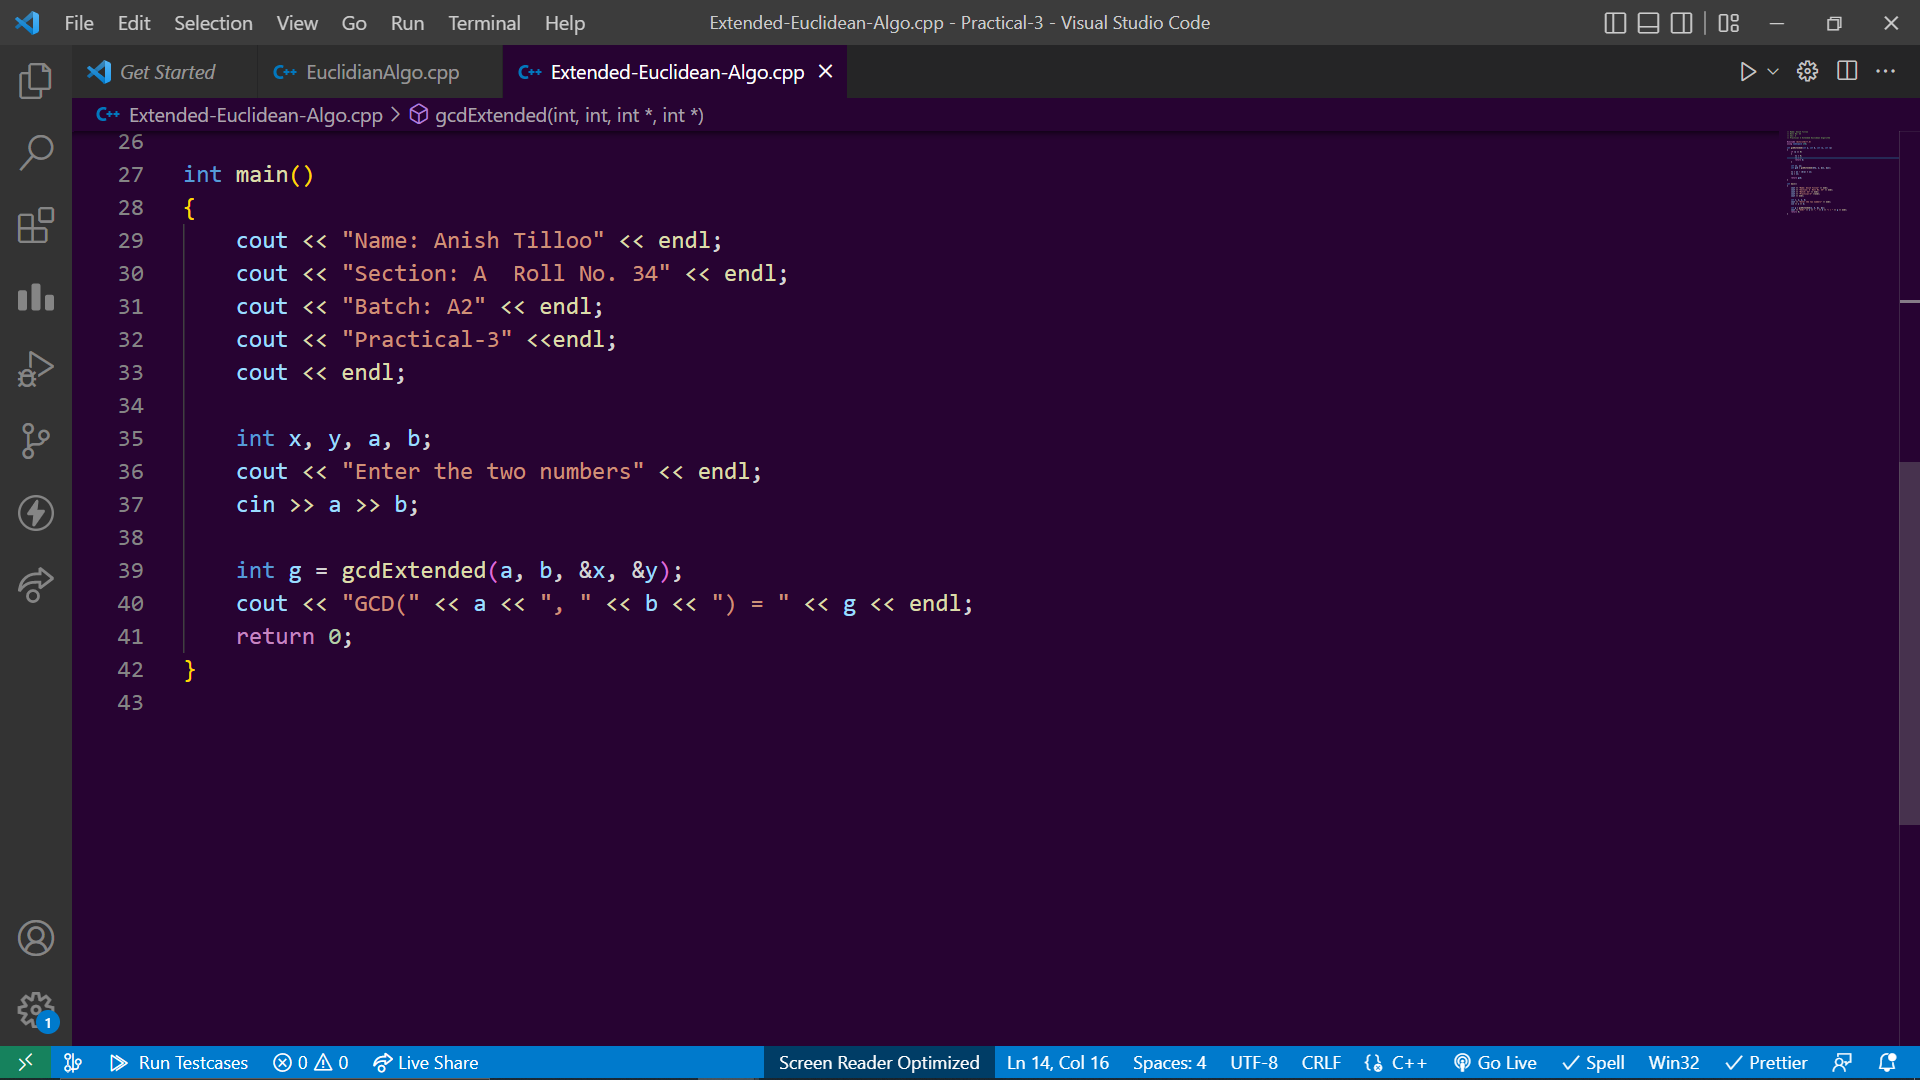 File Edit Selection View Go Run Terminal Help Extended-Euclidean-Algo.cpp - Practical-3 - Visual Studio Code
Get Started C++ EuclidianAlgo.cpp C++ Extended-Euclidean-Algo.cpp
C++ Extended-Euclidean-Algo.cpp > gcdExtended(int, int, int *, int *)
26
27 int main()
28 {
29     cout << "Name: Anish Tilloo" << endl;
30     cout << "Section: A  Roll No. 34" << endl;
31     cout << "Batch: A2" << endl;
32     cout << "Practical-3" <<endl;
33     cout << endl;
34
35     int x, y, a, b;
36     cout << "Enter the two numbers" << endl;
37     cin >> a >> b;
38
39     int g = gcdExtended(a, b, &x, &y);
40     cout << "GCD(" << a << ", " << b << ") = " << g << endl;
41     return 0;
42 }
43
1
Run Testcases 0 0 Live Share Screen Reader Optimized Ln 14, Col 16 Spaces: 4 UTF-8 CRLF C++ Go Live Spell Win32 Prettier